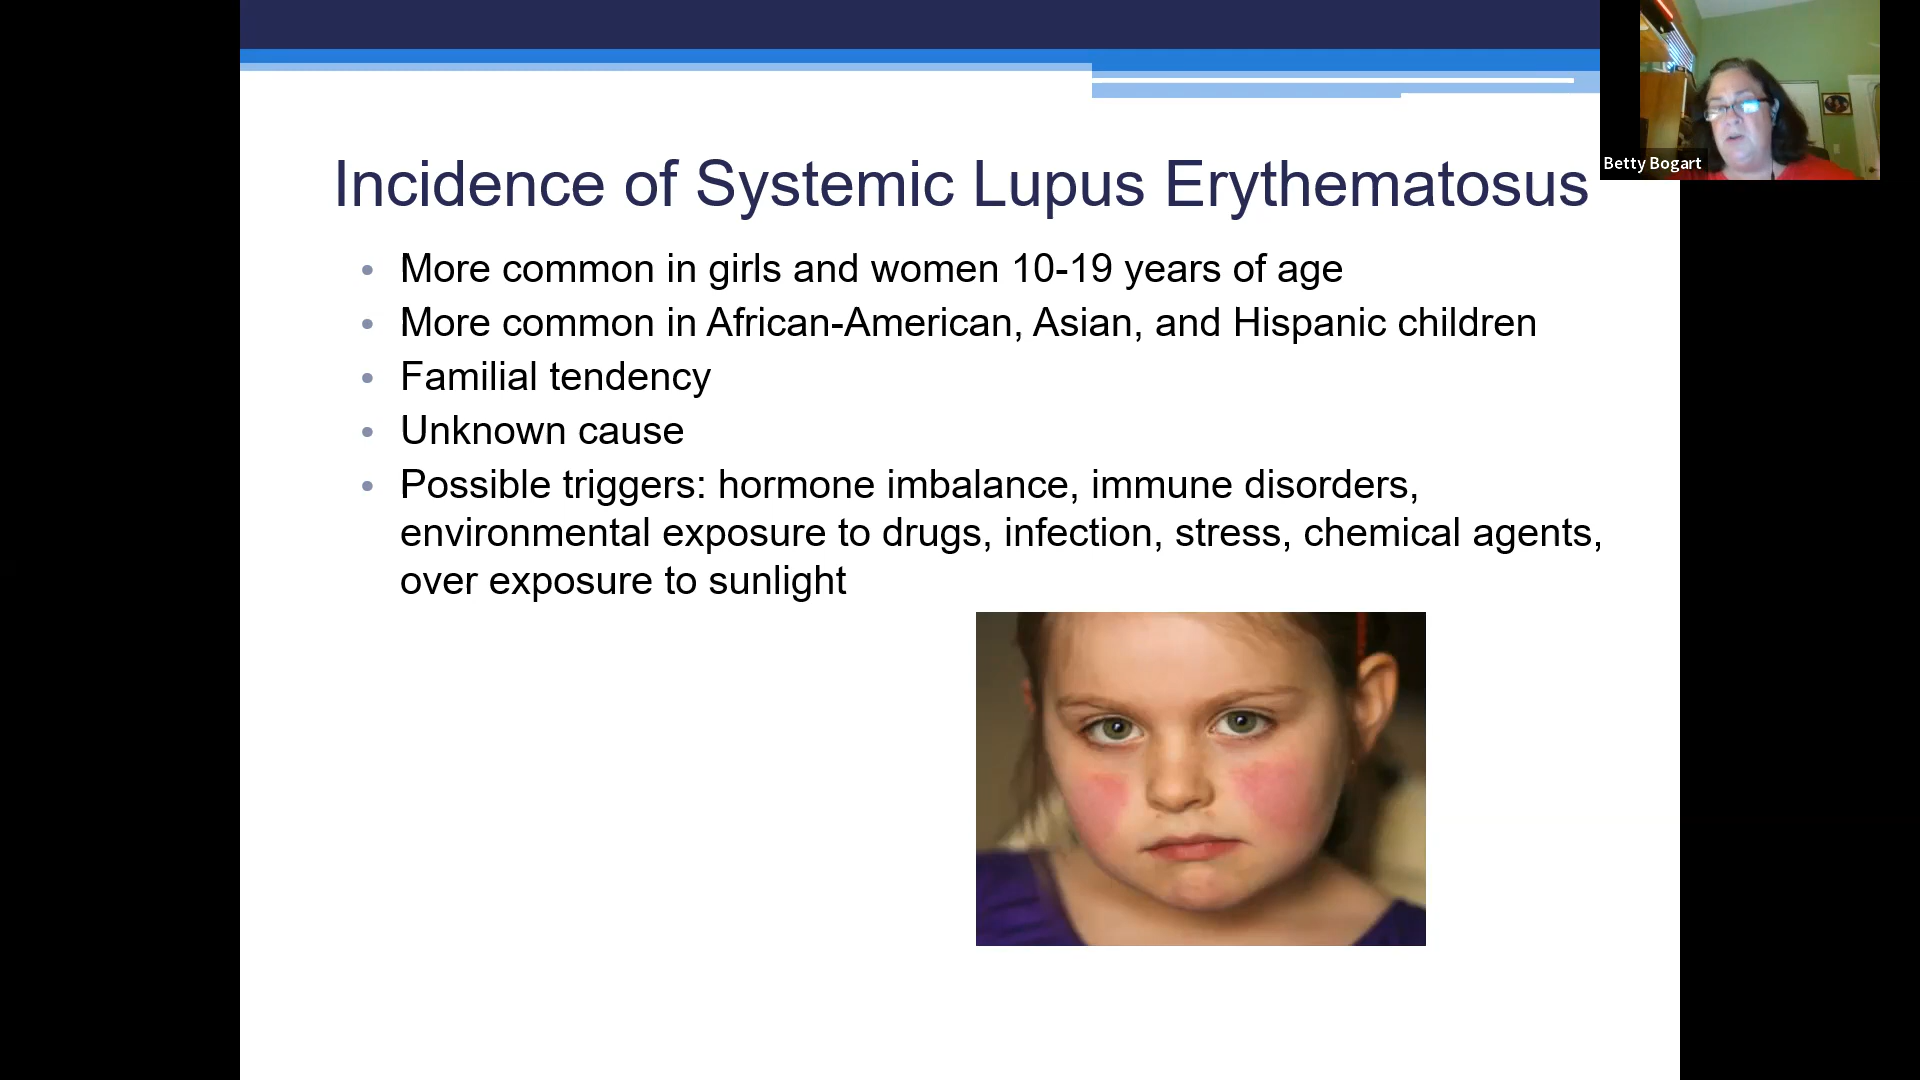 Betty Bogart
Incidence of Systemic Lupus Erythematosus
• More common in girls and women 10-19 years of age
• More common in African-American, Asian, and Hispanic children
• Familial tendency
• Unknown cause
• Possible triggers: hormone imbalance, immune disorders,
environmental exposure to drugs, infection, stress, chemical agents,
over exposure to sunlight